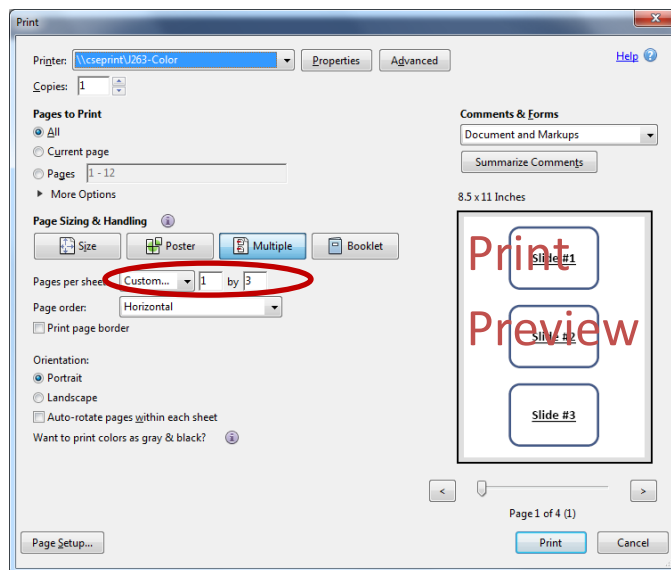 Print
Printer: \\cseprint\J263-Color Properties Advanced Help
Copies: 1
Pages to Print
All
Current page
Pages 1 - 12
More Options
Comments & Forms
Document and Markups
Summarize Comments
8.5 x 11 Inches
Page Sizing & Handling
Size Poster Multiple Booklet
Pages per shee Custom... 1 by 3
Page order: Horizontal
Print page border
Orientation:
Portrait
Landscape
Auto-rotate pages within each sheet
Want to print colors as gray & black?
Print
Slide #1
Preview
Slide #2
Slide #3
< >
Page 1 of 4 (1)
Page Setup... Print Cancel